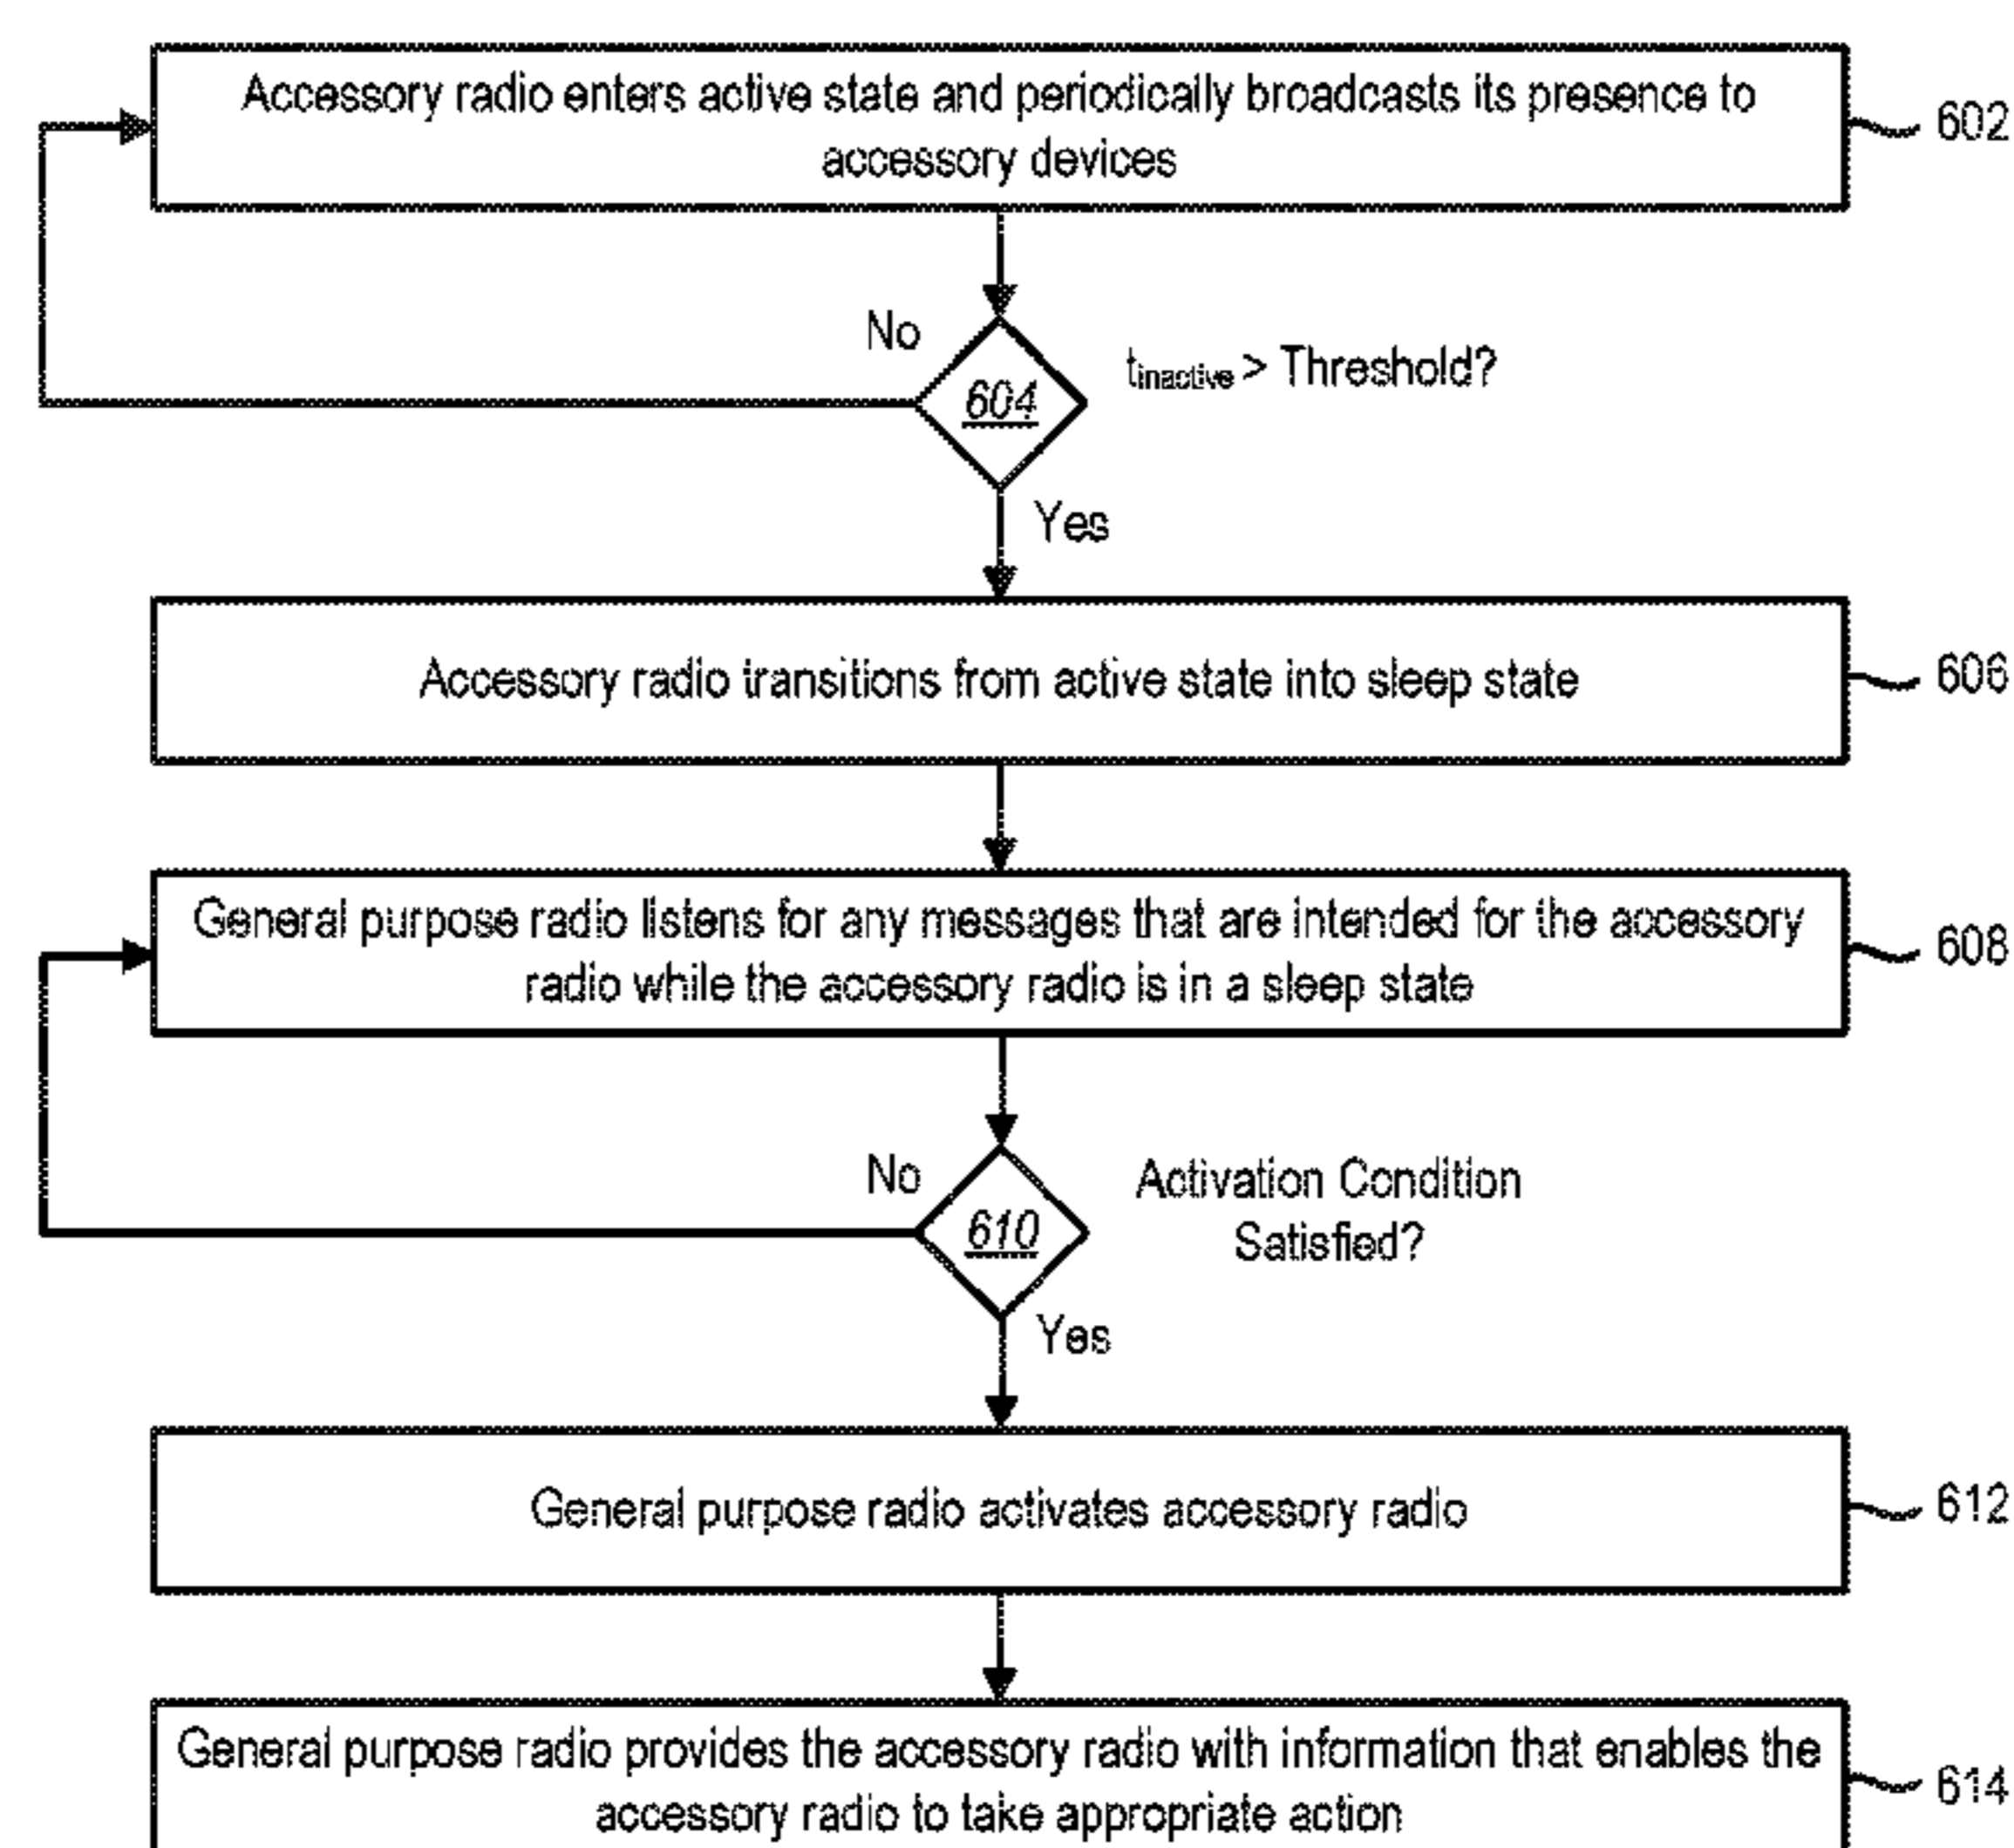 Accessory radio enters active state and periodically broadcasts its presence to
accessory devices
602
No
604
tinactive > Threshold?
Yes
Accessory radio transitions from active state into sleep state
606
General purpose radio listens for any messages that are intended for the accessory
radio while the accessory radio is in a sleep state
608
No
610
Activation Condition
Satisfied?
Yes
General purpose radio activates accessory radio
612
General purpose radio provides the accessory radio with information that enables the
accessory radio to take appropriate action
614